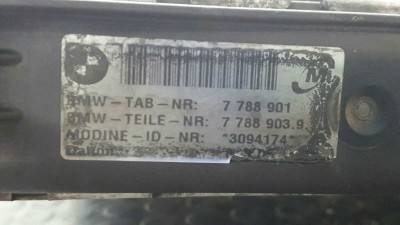 BMW-TAB-NR: 7 788 901
BMW-TEILE-NR: 7 788 903.9
MODINE-ID-NR: *3094174*